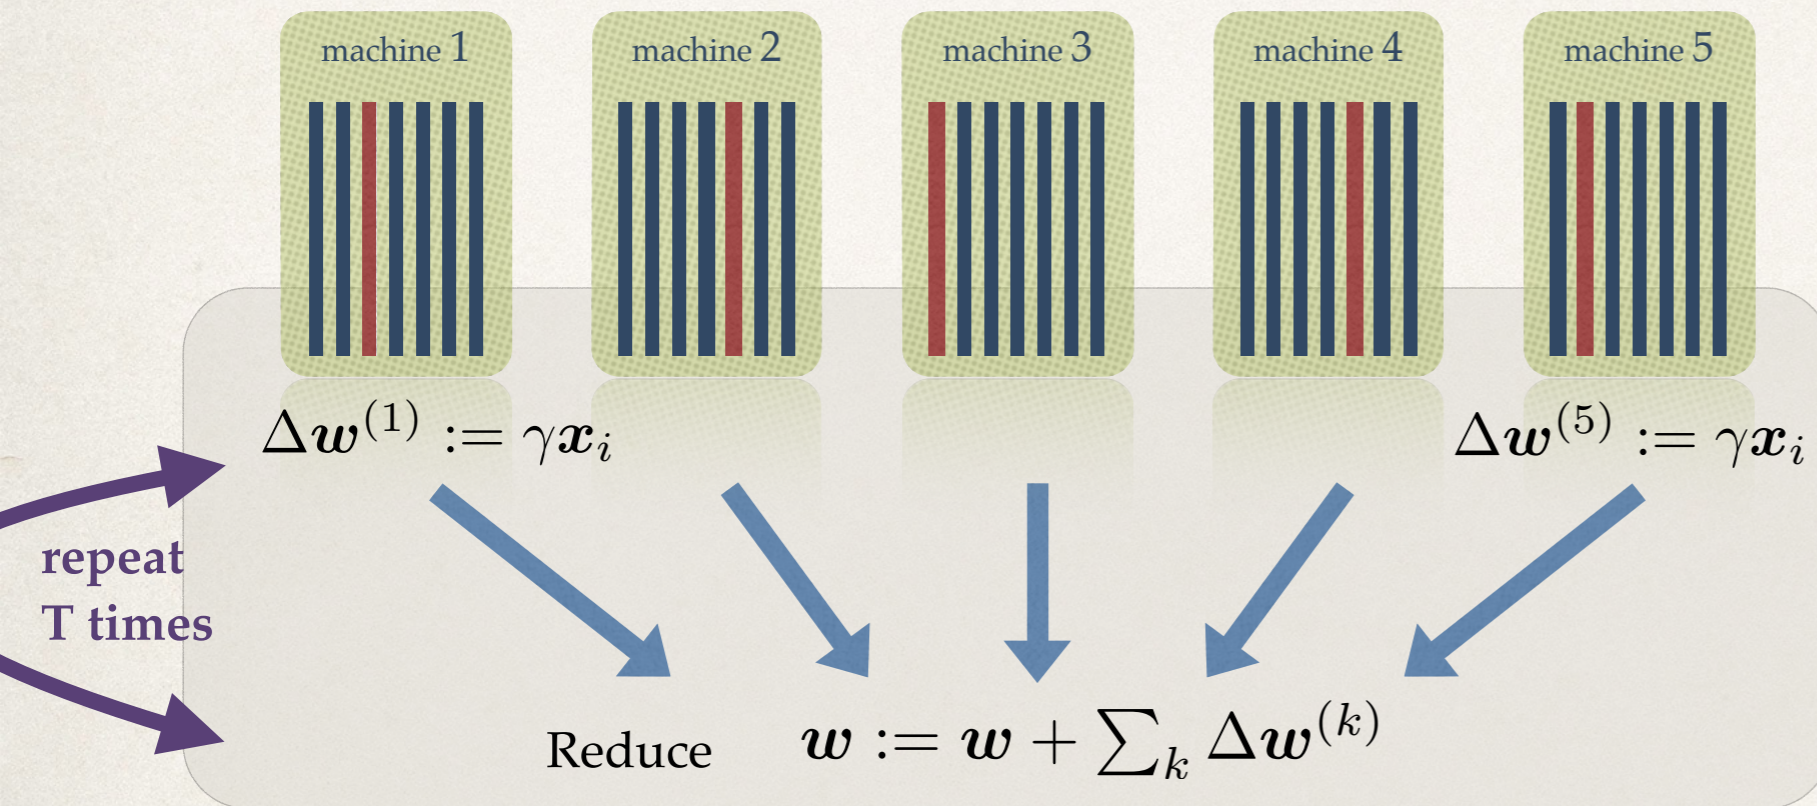 machine 1 machine 2 machine 3 machine 4 machine 5
Δw^(1) := γx_i Δw^(5) := γx_i
repeat
T times
Reduce w := w + ∑_k Δw^(k)